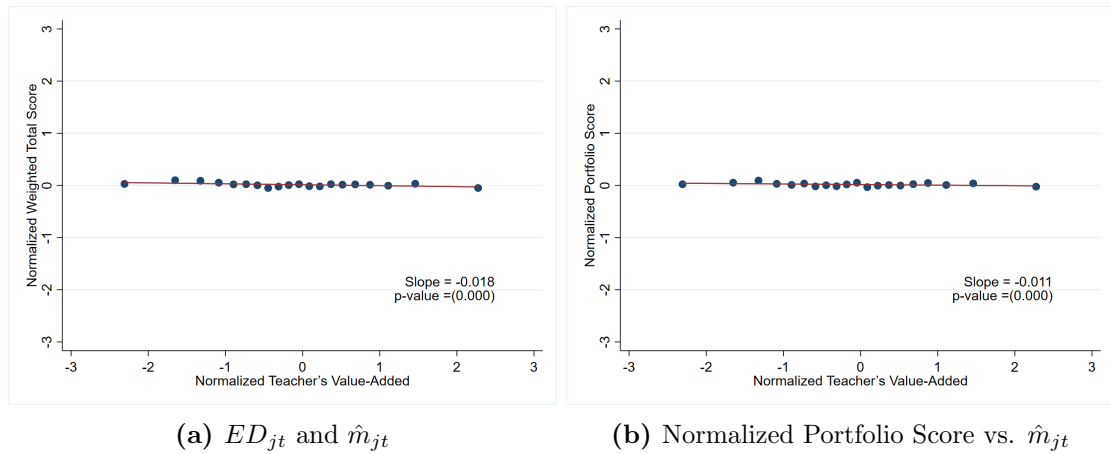 3
2
1
0
-1
-2
-3
Normalized Weighted Total Score
Slope = -0.018
p-value =(0.000)
-3 -2 -1 0 1 2 3
Normalized Teacher's Value-Added
(a) ED_{jt} and m̂_{jt}
3
2
1
0
-1
-2
-3
Normalized Portfolio Score
Slope = -0.011
p-value =(0.000)
-3 -2 -1 0 1 2 3
Normalized Teacher's Value-Added
(b) Normalized Portfolio Score vs. m̂_{jt}